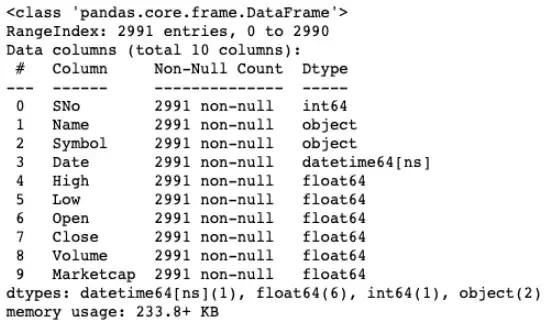 <class 'pandas.core.frame.DataFrame'>
RangeIndex: 2991 entries, 0 to 2990
Data columns (total 10 columns):
 #   Column     Non-Null Count  Dtype
---  ------     --------------  -----
 0   SNo        2991 non-null   int64
 1   Name       2991 non-null   object
 2   Symbol     2991 non-null   object
 3   Date       2991 non-null   datetime64[ns]
 4   High       2991 non-null   float64
 5   Low        2991 non-null   float64
 6   Open       2991 non-null   float64
 7   Close      2991 non-null   float64
 8   Volume     2991 non-null   float64
 9   Marketcap  2991 non-null   float64
dtypes: datetime64[ns](1), float64(6), int64(1), object(2)
memory usage: 233.8+ KB